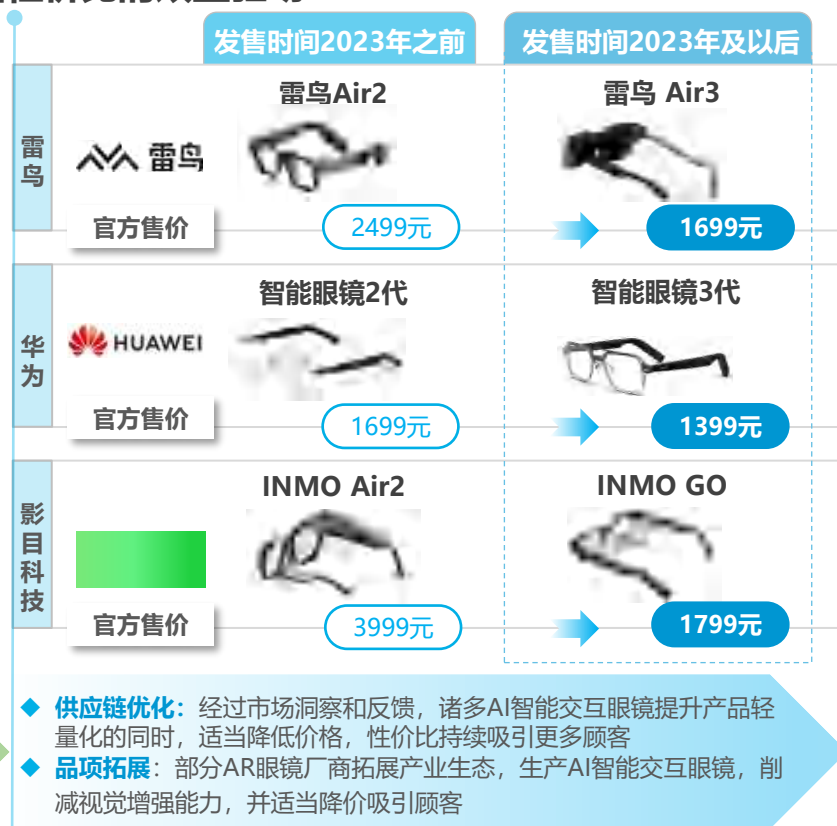 发售时间2023年之前
发售时间2023年及以后
雷鸟
雷鸟
雷鸟Air2
雷鸟 Air3
官方售价
2499元
1699元
华为
HUAWEI
智能眼镜2代
智能眼镜3代
官方售价
1699元
1399元
影目科技
INMO Air2
INMO GO
官方售价
3999元
1799元
◆ 供应链优化：经过市场洞察和反馈，诸多AI智能交互眼镜提升产品轻
量化的同时，适当降低价格，性价比持续吸引更多顾客
◆ 品项拓展：部分AR眼镜厂商拓展产业生态，生产AI智能交互眼镜，削
减视觉增强能力，并适当降价吸引顾客